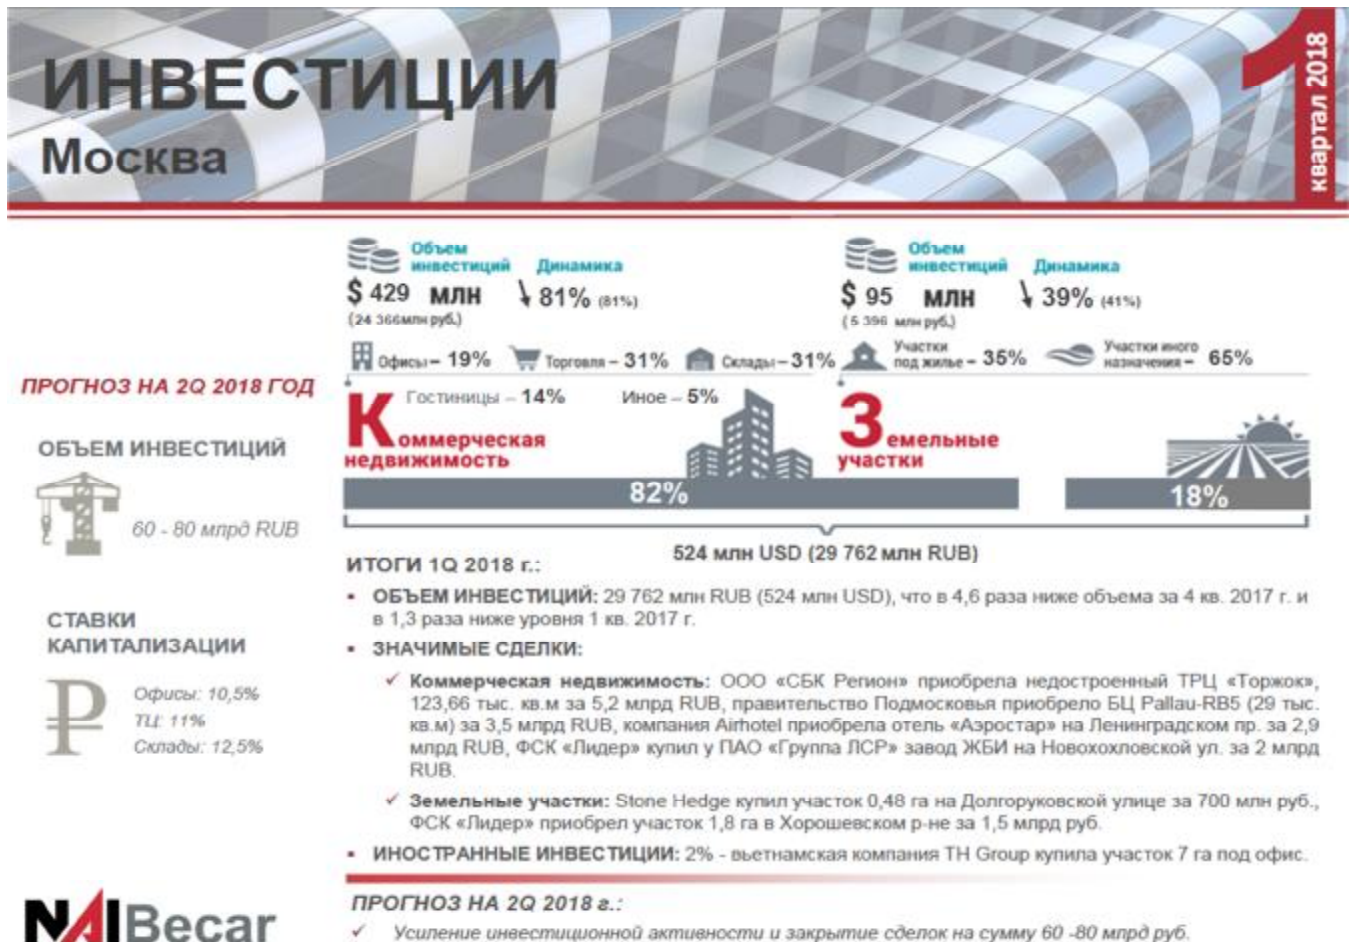 ИНВЕСТИЦИИ
Москва
1
квартал 2018
Объем
инвестиций
Динамика
$ 429 МЛН
81% (81%)
(24 366млн руб.)
Офисы – 19%
Торговля – 31%
Склады – 31%
Гостиницы – 14%
Иное – 5%
Коммерческая
недвижимость
82%
Объем
инвестиций
Динамика
$ 95 МЛН
39% (41%)
(5 396 млн руб.)
Участки
под жилье – 35%
Участки иного
назначения – 65%
Земельные
участки
18%
524 млн USD (29 762 млн RUB)
ПРОГНОЗ НА 2Q 2018 ГОД
ОБЪЕМ ИНВЕСТИЦИЙ
60 - 80 млрд RUB
СТАВКИ
КАПИТАЛИЗАЦИИ
Офисы: 10,5%
ТЦ: 11%
Склады: 12,5%
ИТОГИ 1Q 2018 г.:
▪ ОБЪЕМ ИНВЕСТИЦИЙ: 29 762 млн RUB (524 млн USD), что в 4,6 раза ниже объема за 4 кв. 2017 г. и
в 1,3 раза ниже уровня 1 кв. 2017 г.
▪ ЗНАЧИМЫЕ СДЕЛКИ:
✓ Коммерческая недвижимость: ООО «СБК Регион» приобрела недостроенный ТРЦ «Торжок»,
123,66 тыс. кв.м за 5,2 млрд RUB, правительство Подмосковья приобрело БЦ Pallau-RB5 (29 тыс.
кв.м) за 3,5 млрд RUB, компания Airhotel приобрела отель «Аэростар» на Ленинградском пр. за 2,9
млрд RUB, ФСК «Лидер» купил у ПАО «Группа ЛСР» завод ЖБИ на Новохохловской ул. за 2 млрд
RUB.
✓ Земельные участки: Stone Hedge купил участок 0,48 га на Долгоруковской улице за 700 млн руб.,
ФСК «Лидер» приобрел участок 1,8 га в Хорошевском р-не за 1,5 млрд руб.
▪ ИНОСТРАННЫЕ ИНВЕСТИЦИИ: 2% - вьетнамская компания TH Group купила участок 7 га под офис.
ПРОГНОЗ НА 2Q 2018 г.:
✓ Усиление инвестиционной активности и закрытие сделок на сумму 60 -80 млрд руб.
NAI Becar